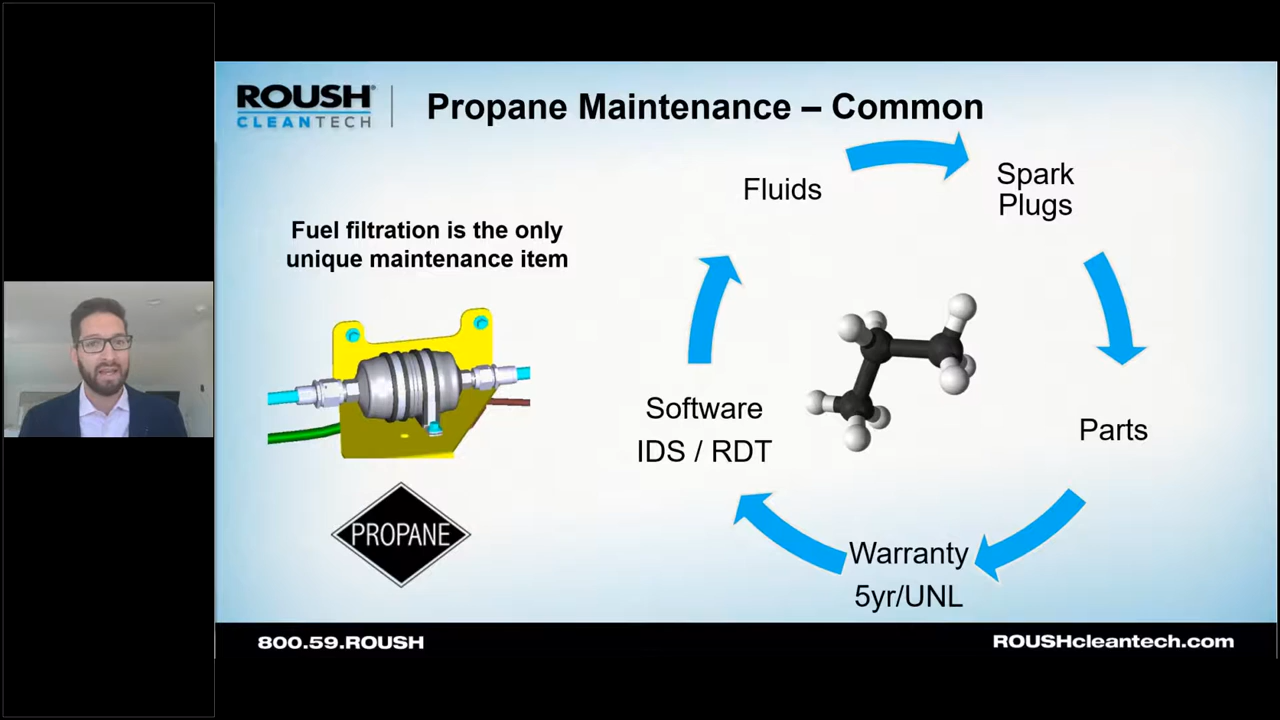 ROUSH®
CLEANTECH
Propane Maintenance – Common
Fuel filtration is the only
unique maintenance item
PROPANE
Fluids
Spark
Plugs
Parts
Warranty
5yr/UNL
Software
IDS / RDT
800.59.ROUSH
ROUSHcleantech.com